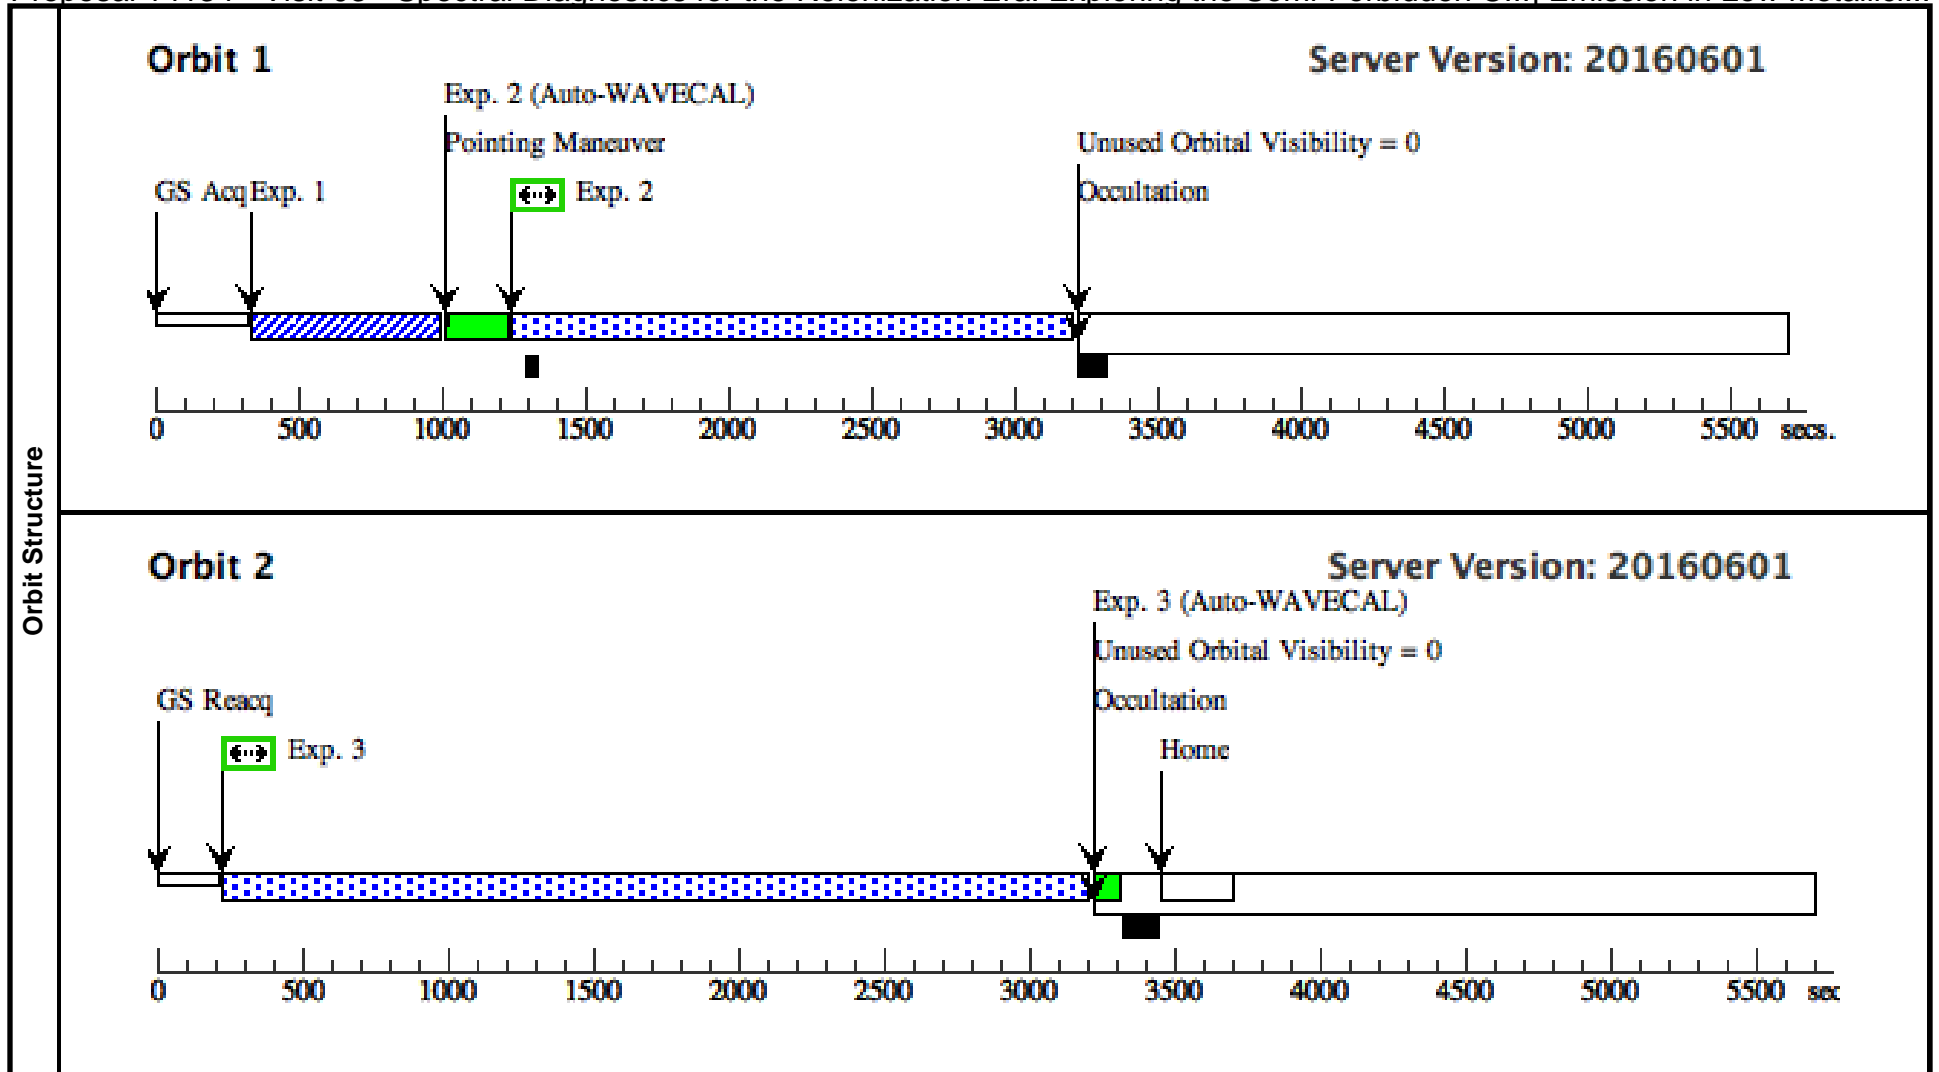 Orbit Structure
Orbit 1
Server Version: 20160601
Exp. 2 (Auto-WAVECAL)
Pointing Maneuver
Unused Orbital Visibility = 0
GS Acq
Exp. 1
Exp. 2
Occultation
0 500 1000 1500 2000 2500 3000 3500 4000 4500 5000 5500 secs.
Orbit 2
Server Version: 20160601
Exp. 3 (Auto-WAVECAL)
Unused Orbital Visibility = 0
GS Reacq
Occultation
Exp. 3
Home
0 500 1000 1500 2000 2500 3000 3500 4000 4500 5000 5500 sec